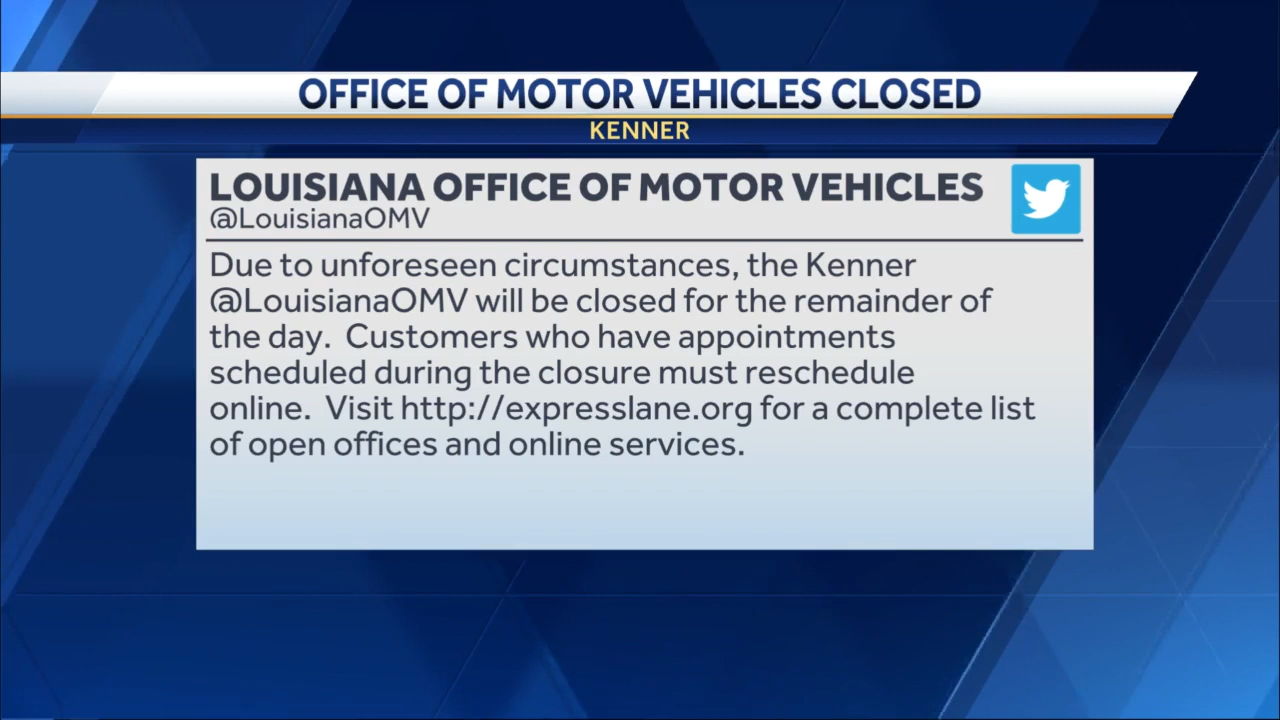 OFFICE OF MOTOR VEHICLES CLOSED
KENNER
LOUISIANA OFFICE OF MOTOR VEHICLES
@LouisianaOMV
Due to unforeseen circumstances, the Kenner
@LouisianaOMV will be closed for the remainder of
the day.  Customers who have appointments
scheduled during the closure must reschedule
online.  Visit http://expresslane.org for a complete list
of open offices and online services.